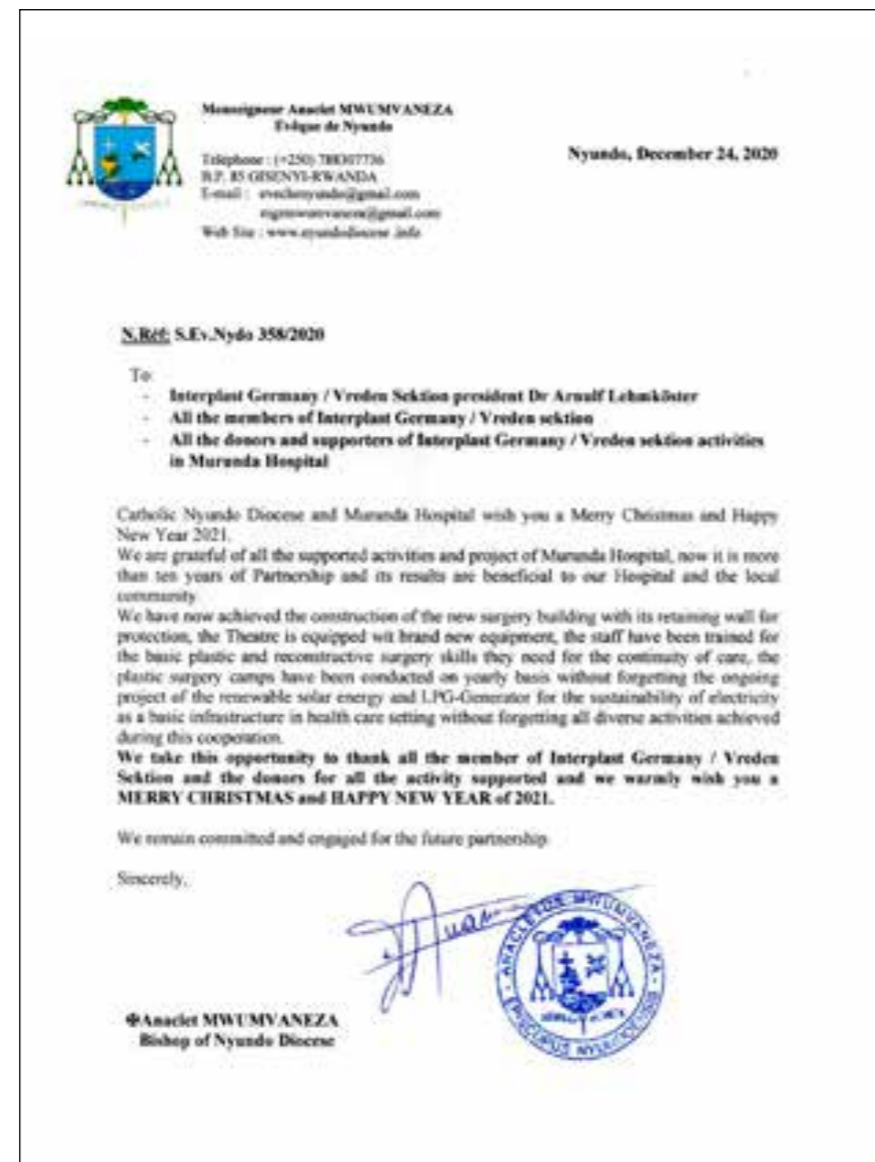 Monseigneur Anaclet MWUMVANEZA
Evêque de Nyundo
Téléphone : (+250) 788307736
B.P. 85 GISENYI-RWANDA
E-mail : evechenyundo@gmail.com
mgrmwumvaneza@gmail.com
Web Site : www.nyundodiocese .info
Nyundo, December 24, 2020
N.Réf: S.Ev.Nydo 358/2020
To:
- Interplast Germany / Vreden Sektion president Dr Arnulf Lehmköster
- All the members of Interplast Germany / Vreden sektion
- All the donors and supporters of Interplast Germany / Vreden sektion activities
in Murunda Hospital
Catholic Nyundo Diocese and Murunda Hospital wish you a Merry Christmas and Happy
New Year 2021.
We are grateful of all the supported activities and project of Murunda Hospital, now it is more
than ten years of Partnership and its results are beneficial to our Hospital and the local
community.
We have now achieved the construction of the new surgery building with its retaining wall for
protection, the Theatre is equipped wit brand new equipment, the staff have been trained for
the basic plastic and reconstructive surgery skills they need for the continuity of care, the
plastic surgery camps have been conducted on yearly basis without forgetting the ongoing
project of the renewable solar energy and LPG-Generator for the sustainability of electricity
as a basic infrastructure in health care setting without forgetting all diverse activities achieved
during this cooperation.
We take this opportunity to thank all the member of Interplast Germany / Vreden
Sektion and the donors for all the activity supported and we warmly wish you a
MERRY CHRISTMAS and HAPPY NEW YEAR of 2021.
We remain committed and engaged for the future partnership.
Sincerely,
ANACLETUS MWUMVANEZA
EPISCOPUS NYUNDOENSIS
✠Anaclet MWUMVANEZA
Bishop of Nyundo Diocese